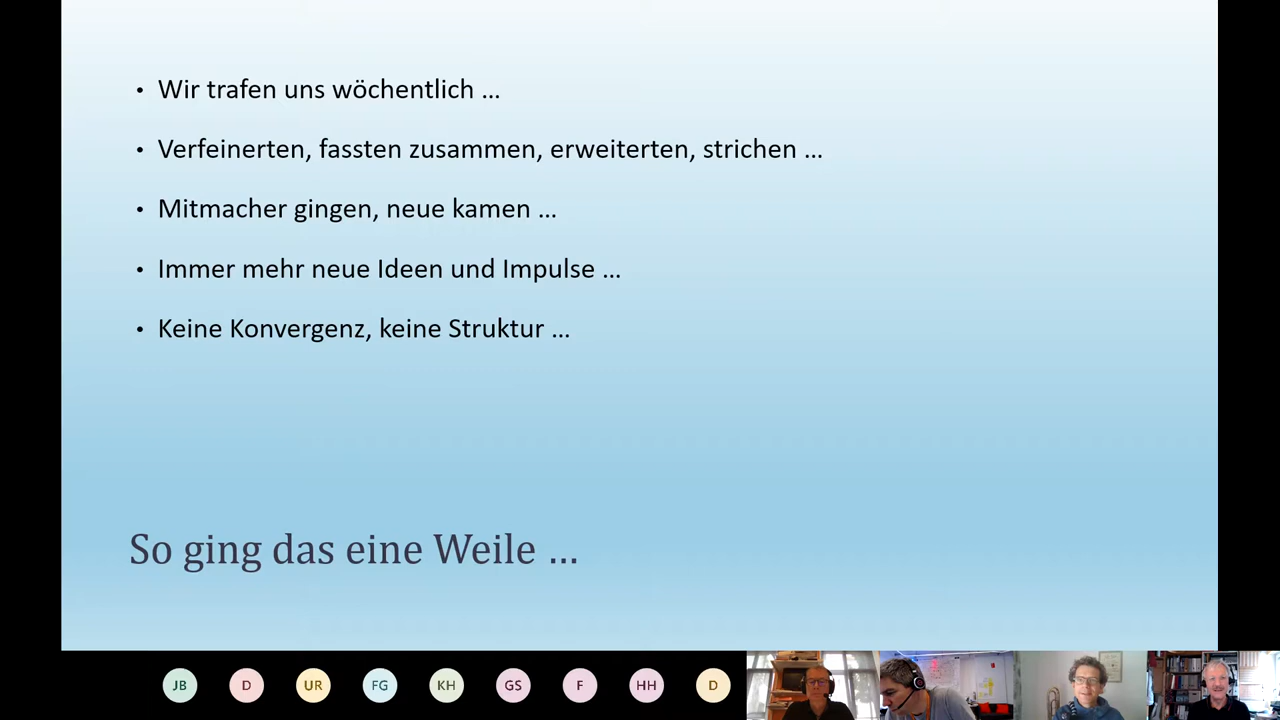 • Wir trafen uns wöchentlich …
• Verfeinerten, fassten zusammen, erweiterten, strichen …
• Mitmacher gingen, neue kamen …
• Immer mehr neue Ideen und Impulse …
• Keine Konvergenz, keine Struktur …
So ging das eine Weile …
JB D UR FG KH GS F HH D